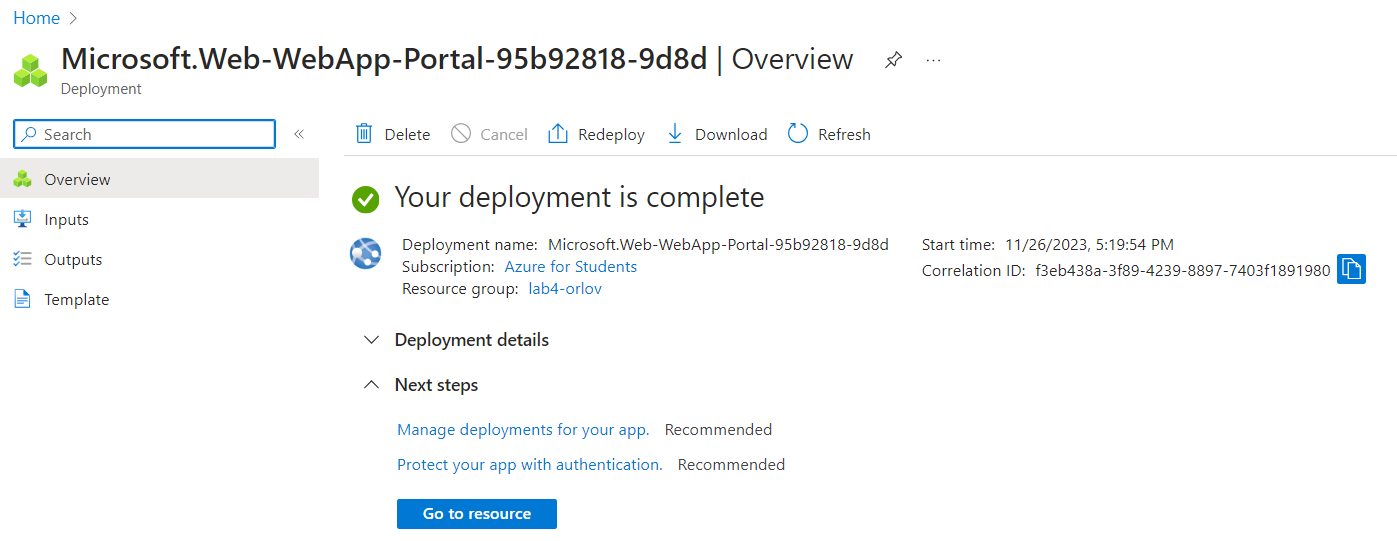 Home
Microsoft.Web-WebApp-Portal-95b92818-9d8d | Overview
Deployment
Search
Delete Cancel Redeploy Download Refresh
Overview
Inputs
Outputs
Template
Your deployment is complete
Deployment name: Microsoft.Web-WebApp-Portal-95b92818-9d8d Start time: 11/26/2023, 5:19:54 PM
Subscription: Azure for Students Correlation ID: f3eb438a-3f89-4239-8897-7403f1891980
Resource group: lab4-orlov
Deployment details
Next steps
Manage deployments for your app. Recommended
Protect your app with authentication. Recommended
Go to resource